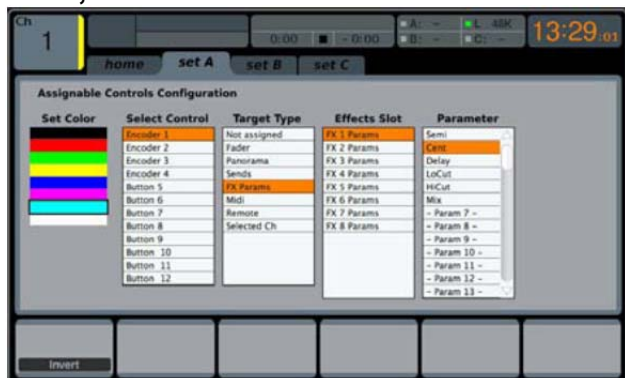 Ch
1
0:00 - 0:00
A: - L 48K
B: - C: -
13:29:01
home set A set B set C
Assignable Controls Configuration
Set Color Select Control Target Type Effects Slot Parameter
Encoder 1 Not assigned FX 1 Params Semi
Encoder 2 Fader FX 2 Params Cent
Encoder 3 Panorama FX 3 Params Delay
Encoder 4 Sends FX 4 Params LoCut
Button 5 FX Params FX 5 Params HiCut
Button 6 Midi FX 6 Params Mix
Button 7 Remote FX 7 Params - Param 7 -
Button 8 Selected Ch FX 8 Params - Param 8 -
Button 9 - Param 9 -
Button 10 - Param 10 -
Button 11 - Param 11 -
Button 12 - Param 12 -
- Param 13 -
Invert